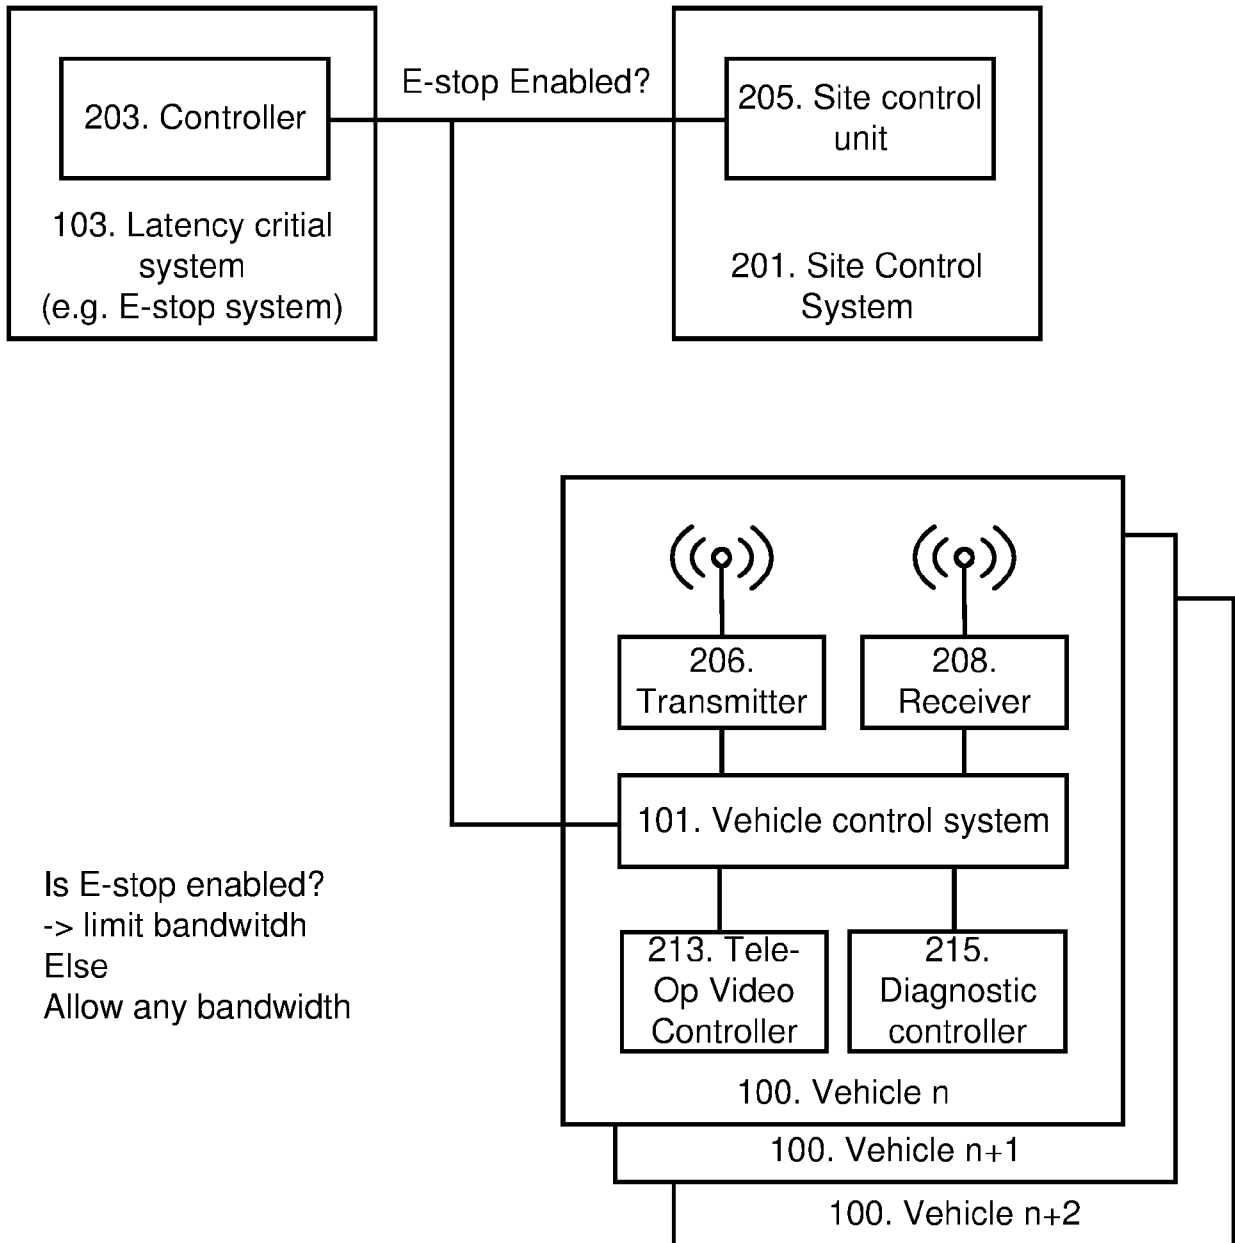 E-stop Enabled?
203. Controller
205. Site control
unit
103. Latency critial
system
(e.g. E-stop system)
201. Site Control
System
206.
Transmitter
208.
Receiver
101. Vehicle control system
Is E-stop enabled?
-> limit bandwitdh
Else
Allow any bandwidth
213. Tele-
Op Video
Controller
215.
Diagnostic
controller
100. Vehicle n
100. Vehicle n+1
100. Vehicle n+2